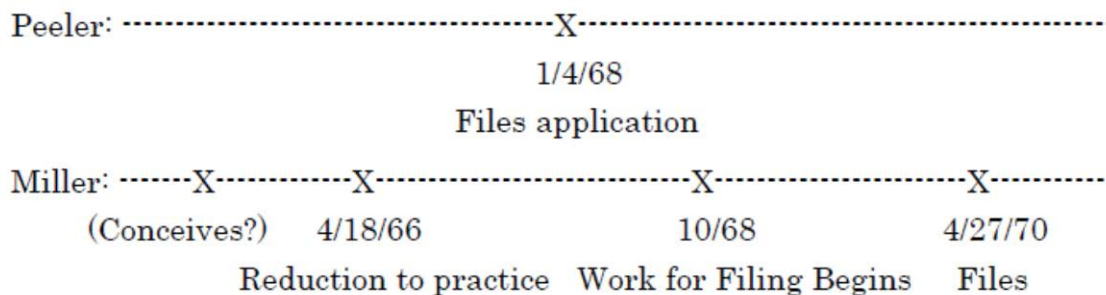 Peeler: -------------------------------------------X-----------------------------------------------------
1/4/68
Files application
Miller: -------X-------------X-------------------------------X-------------------------X-----------
(Conceives?) 4/18/66 10/68 4/27/70
Reduction to practice Work for Filing Begins Files